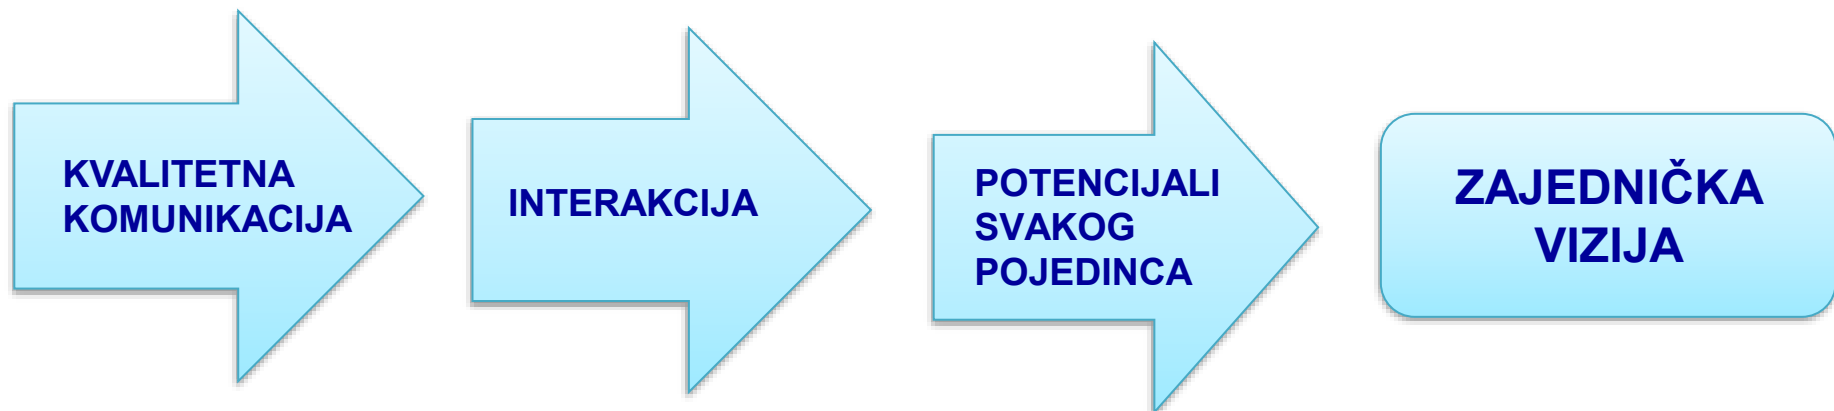 KVALITETNA
KOMUNIKACIJA
INTERAKCIJA
POTENCIJALI
SVAKOG
POJEDINCA
ZAJEDNIČKA
VIZIJA